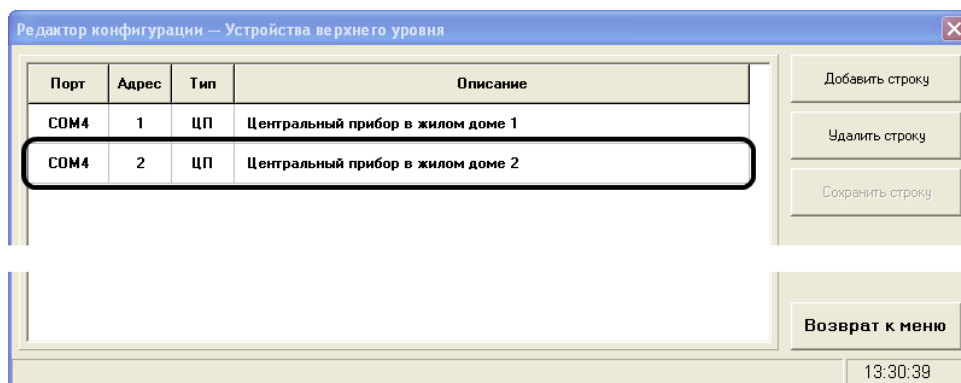 Редактор конфигурации — Устройства верхнего уровня
Порт Адрес Тип Описание
COM4 1 ЦП Центральный прибор в жилом доме 1
COM4 2 ЦП Центральный прибор в жилом доме 2
Добавить строку
Удалить строку
Сохранить строку
Возврат к меню
13:30:39